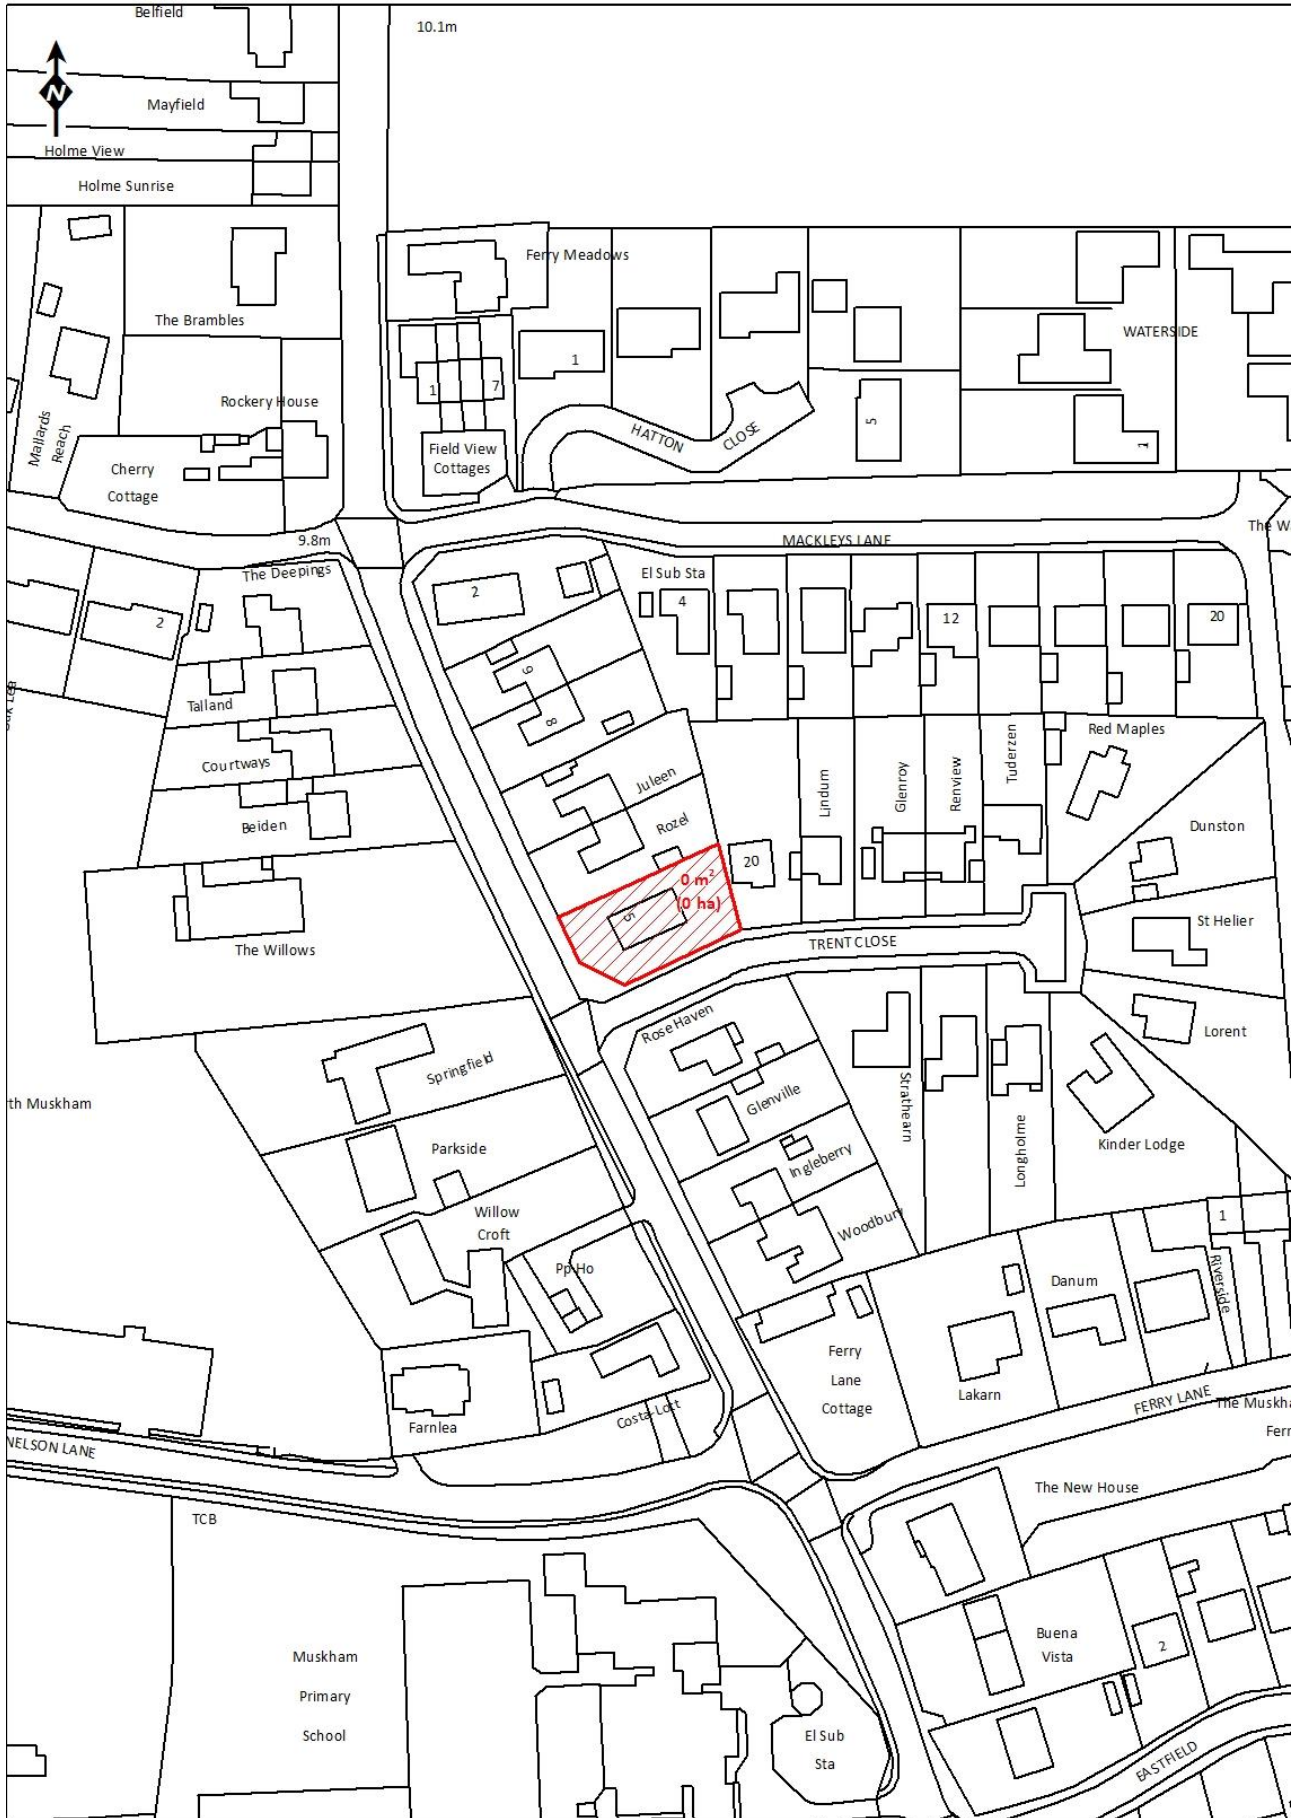 Belfield
10.1m
N
Mayfield
Holme View
Holme Sunrise
Ferry Meadows
The Brambles
WATERSIDE
1
1
7
Rockery House
5
HATTON
CLOSE
Mallards
Reach
Field View
Cottages
1
Cherry
Cottage
9.8m
MACKLEYS LANE
The Deepings
El Sub Sta
2
4
12
20
2
9
Talland
8
Courtways
Juleen
Red Maples
Tuderzen
Lindum
Glenroy
Renview
Beiden
Rozel
Dunston
20
0 m²
(0 ha)
5
St Helier
TRENT CLOSE
The Willows
Rose Haven
Lorent
Springfield
Glenville
Strathearn
th Muskham
Parkside
Ingleberry
Longholme
Kinder Lodge
Willow
Croft
Woodbury
1
Riverside
Pp Ho
Danum
Ferry
Lane
Cottage
Lakarn
Costa-Lott
Farnlea
FERRY LANE
The Muskha
Ferr
NELSON LANE
The New House
TCB
Buena
Vista
2
Muskham
Primary
School
El Sub
Sta
EASTFIELD